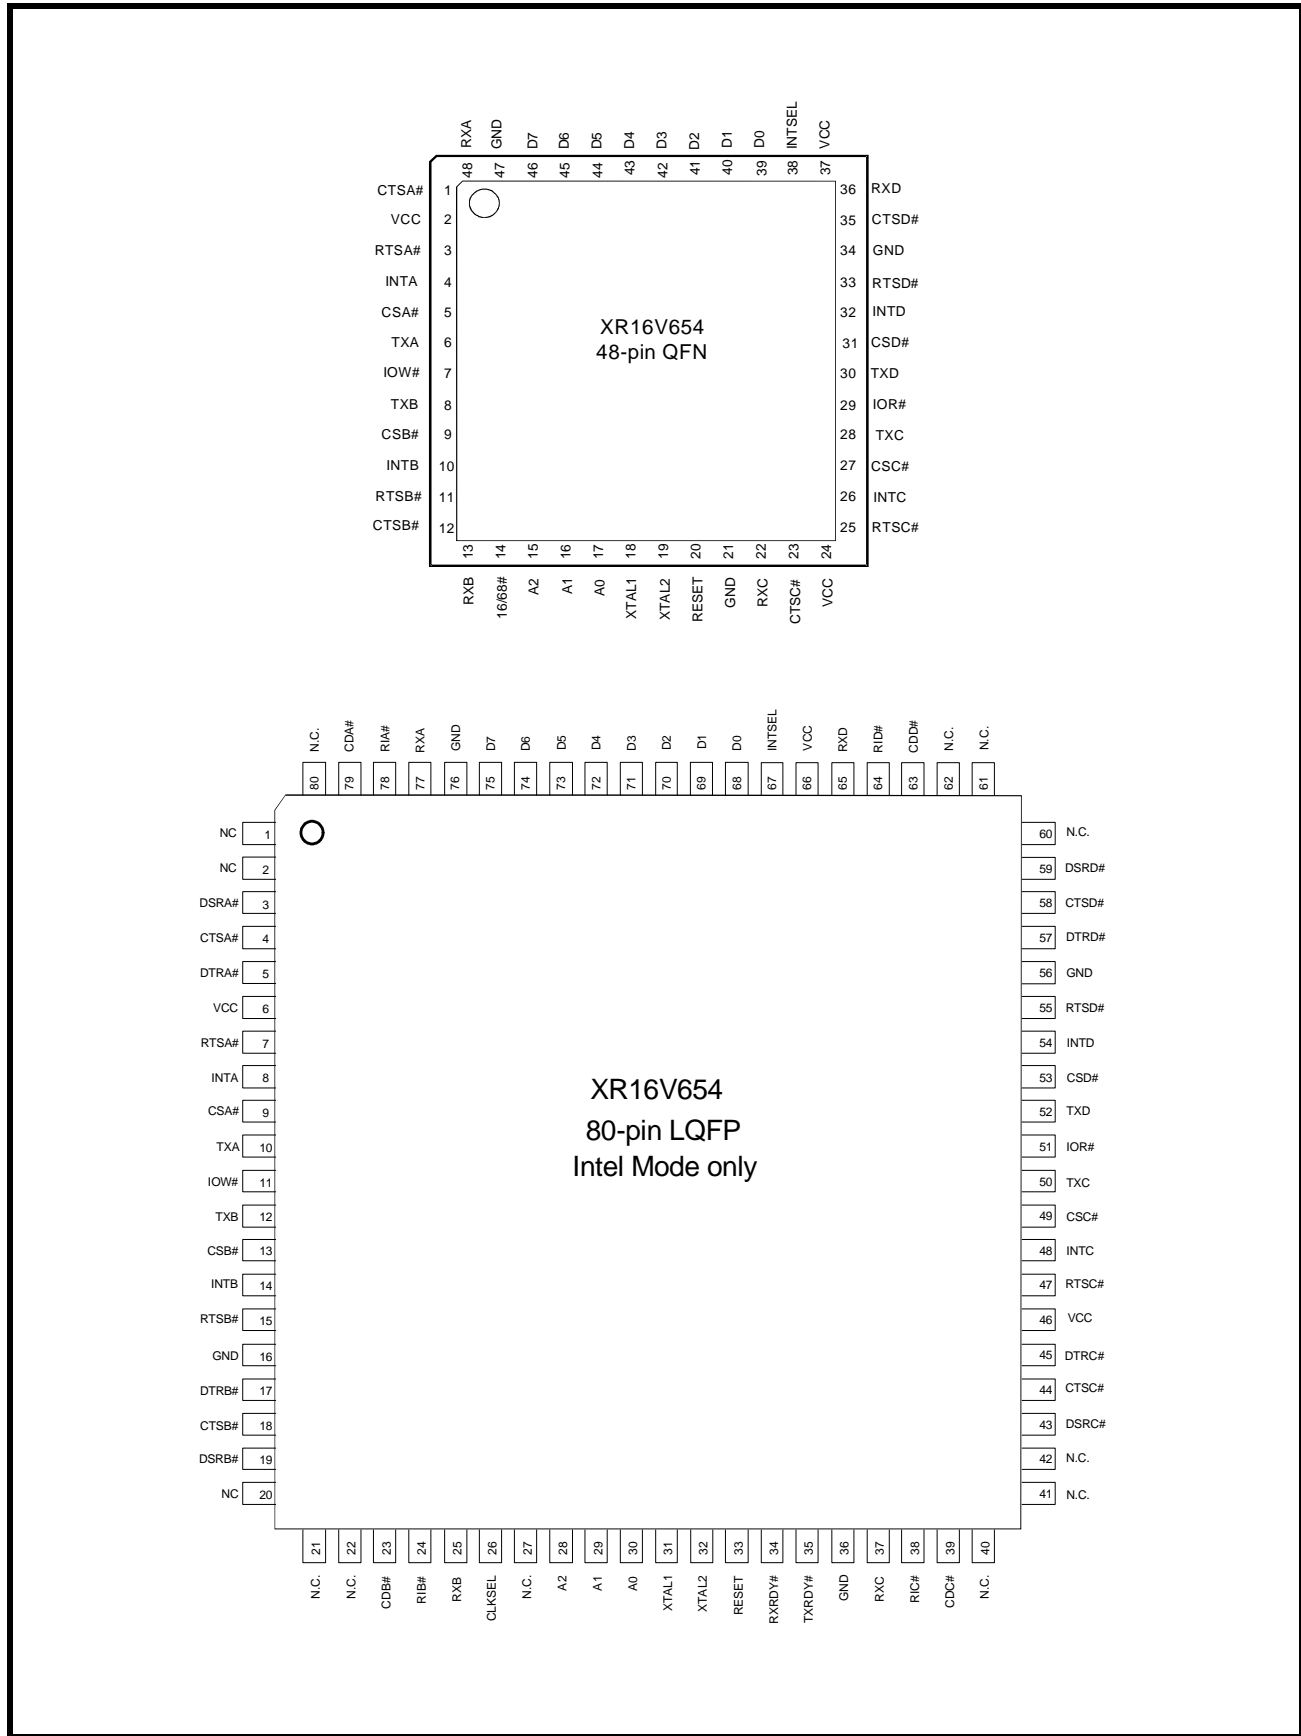 RXA GND D7 D6 D5 D4 D3 D2 D1 D0 INTSEL VCC
48 47 46 45 44 43 42 41 40 39 38 37
CTSA# 1 36 RXD
VCC 2 35 CTSD#
RTSA# 3 34 GND
INTA 4 33 RTSD#
CSA# 5 32 INTD
TXA 6 31 CSD#
IOW# 7 30 TXD
TXB 8 29 IOR#
CSB# 9 28 TXC
INTB 10 27 CSC#
RTSB# 11 26 INTC
CTSB# 12 25 RTSC#
XR16V654
48-pin QFN
13 14 15 16 17 18 19 20 21 22 23 24
RXB 16/68# A2 A1 A0 XTAL1 XTAL2 RESET GND RXC CTSC# VCC
N.C. CDA# RIA# RXA GND D7 D6 D5 D4 D3 D2 D1 D0 INTSEL VCC RXD RID# CDD# N.C. N.C.
80 79 78 77 76 75 74 73 72 71 70 69 68 67 66 65 64 63 62 61
NC 1 60 N.C.
NC 2 59 DSRD#
DSRA# 3 58 CTSD#
CTSA# 4 57 DTRD#
DTRA# 5 56 GND
VCC 6 55 RTSD#
RTSA# 7 54 INTD
INTA 8 53 CSD#
CSA# 9 52 TXD
TXA 10 51 IOR#
IOW# 11 50 TXC
TXB 12 49 CSC#
CSB# 13 48 INTC
INTB 14 47 RTSC#
RTSB# 15 46 VCC
GND 16 45 DTRC#
DTRB# 17 44 CTSC#
CTSB# 18 43 DSRC#
DSRB# 19 42 N.C.
NC 20 41 N.C.
XR16V654
80-pin LQFP
Intel Mode only
21 22 23 24 25 26 27 28 29 30 31 32 33 34 35 36 37 38 39 40
N.C. N.C. CDB# RIB# RXB CLKSEL N.C. A2 A1 A0 XTAL1 XTAL2 RESET RXRDY# TXRDY# GND RXC RIC# CDC# N.C.